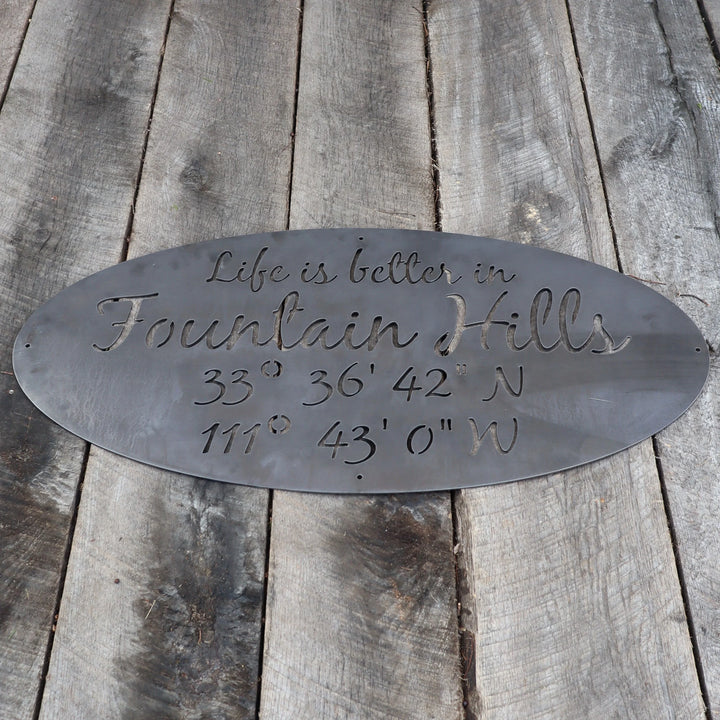 Life is better in
Fountain Hills
33° 36' 42" N
111° 43' 0" W